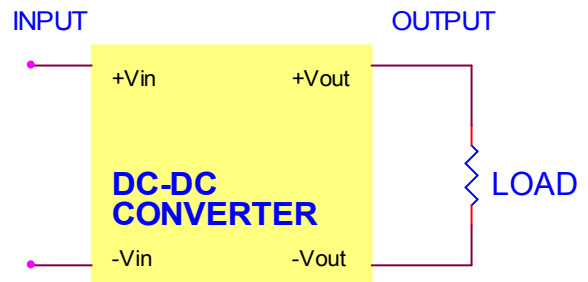 INPUT
OUTPUT
+Vin
+Vout
DC-DC
CONVERTER
LOAD
-Vin
-Vout